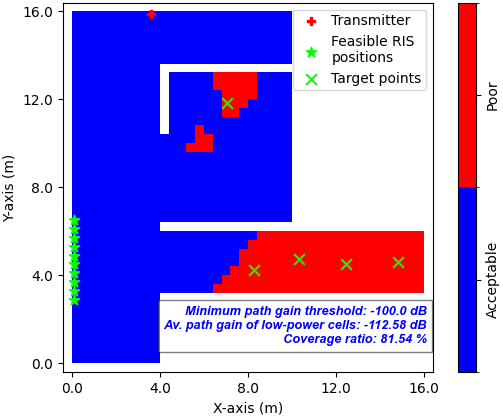 16.0
12.0
8.0
4.0
0.0
Y-axis (m)
0.0 4.0 8.0 12.0 16.0
X-axis (m)
Transmitter
Feasible RIS
positions
Target points
Minimum path gain threshold: -100.0 dB
Av. path gain of low-power cells: -112.58 dB
Coverage ratio: 81.54 %
Poor
Acceptable